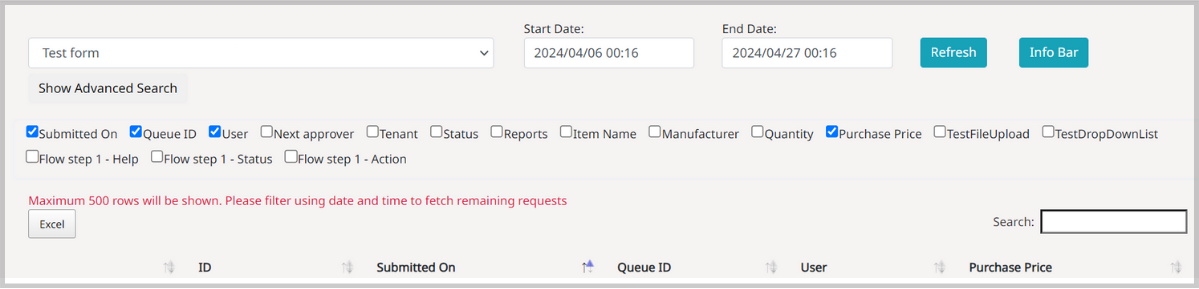 Start Date: End Date:
Test form 2024/04/06 00:16 2024/04/27 00:16 Refresh Info Bar
Show Advanced Search
Submitted On Queue ID User Next approver Tenant Status Reports Item Name Manufacturer Quantity Purchase Price TestFileUpload TestDropDownList
Flow step 1 - Help Flow step 1 - Status Flow step 1 - Action
Maximum 500 rows will be shown. Please filter using date and time to fetch remaining requests
Excel Search:
ID Submitted On Queue ID User Purchase Price